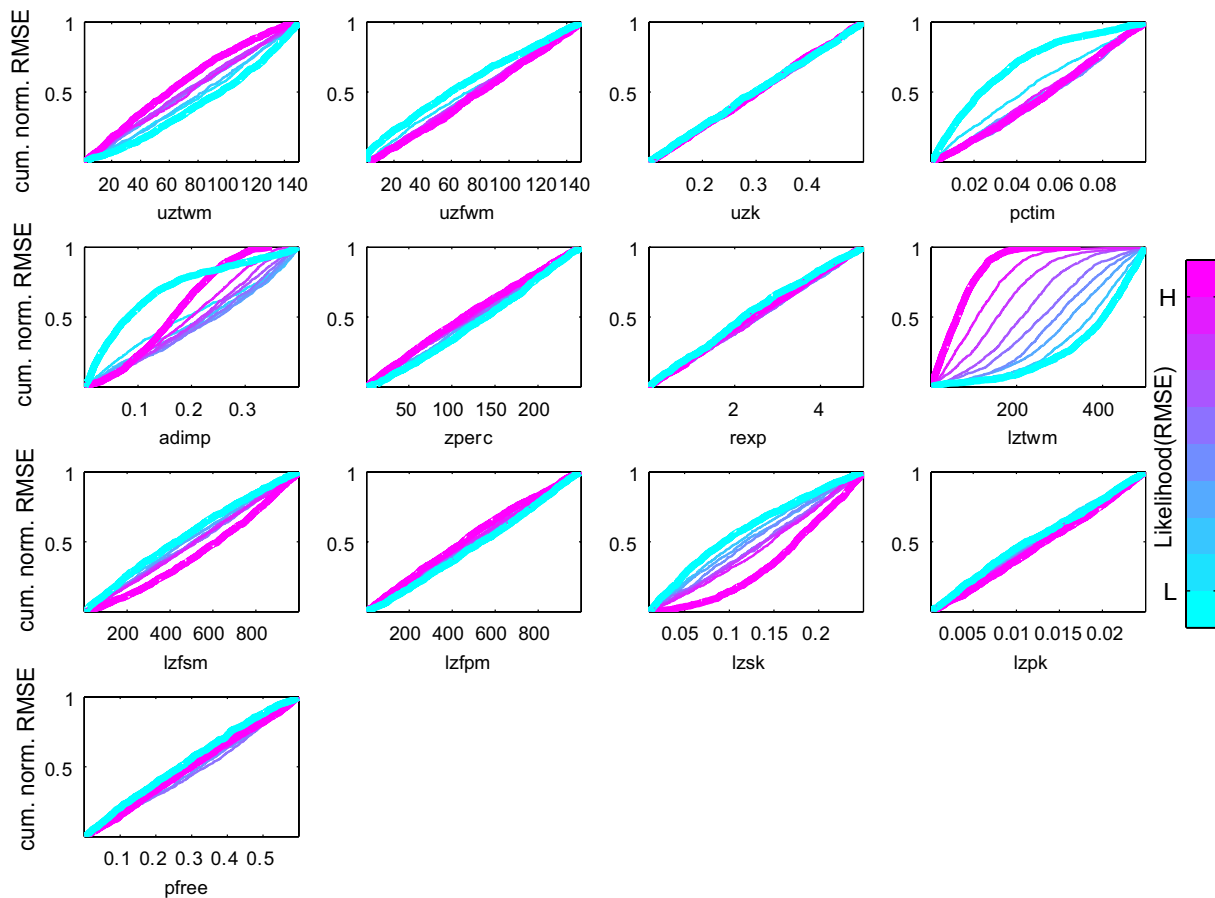 cum. norm. RMSE
1
0.5
20 40 60 80 100 120 140
uztwm
1
0.5
20 40 60 80 100 120 140
uzfwm
1
0.5
0.2 0.3 0.4
uzk
1
0.5
0.02 0.04 0.06 0.08
pctim
cum. norm. RMSE
1
0.5
0.1 0.2 0.3
adimp
1
0.5
50 100 150 200
zperc
1
0.5
2 4
rexp
1
0.5
200 400
lztwm
cum. norm. RMSE
1
0.5
200 400 600 800
lzfsm
1
0.5
200 400 600 800
lzfpm
1
0.5
0.05 0.1 0.15 0.2
lzsk
1
0.5
0.005 0.01 0.015 0.02
lzpk
cum. norm. RMSE
1
0.5
0.1 0.2 0.3 0.4 0.5
pfree
H
Likelihood(RMSE)
L